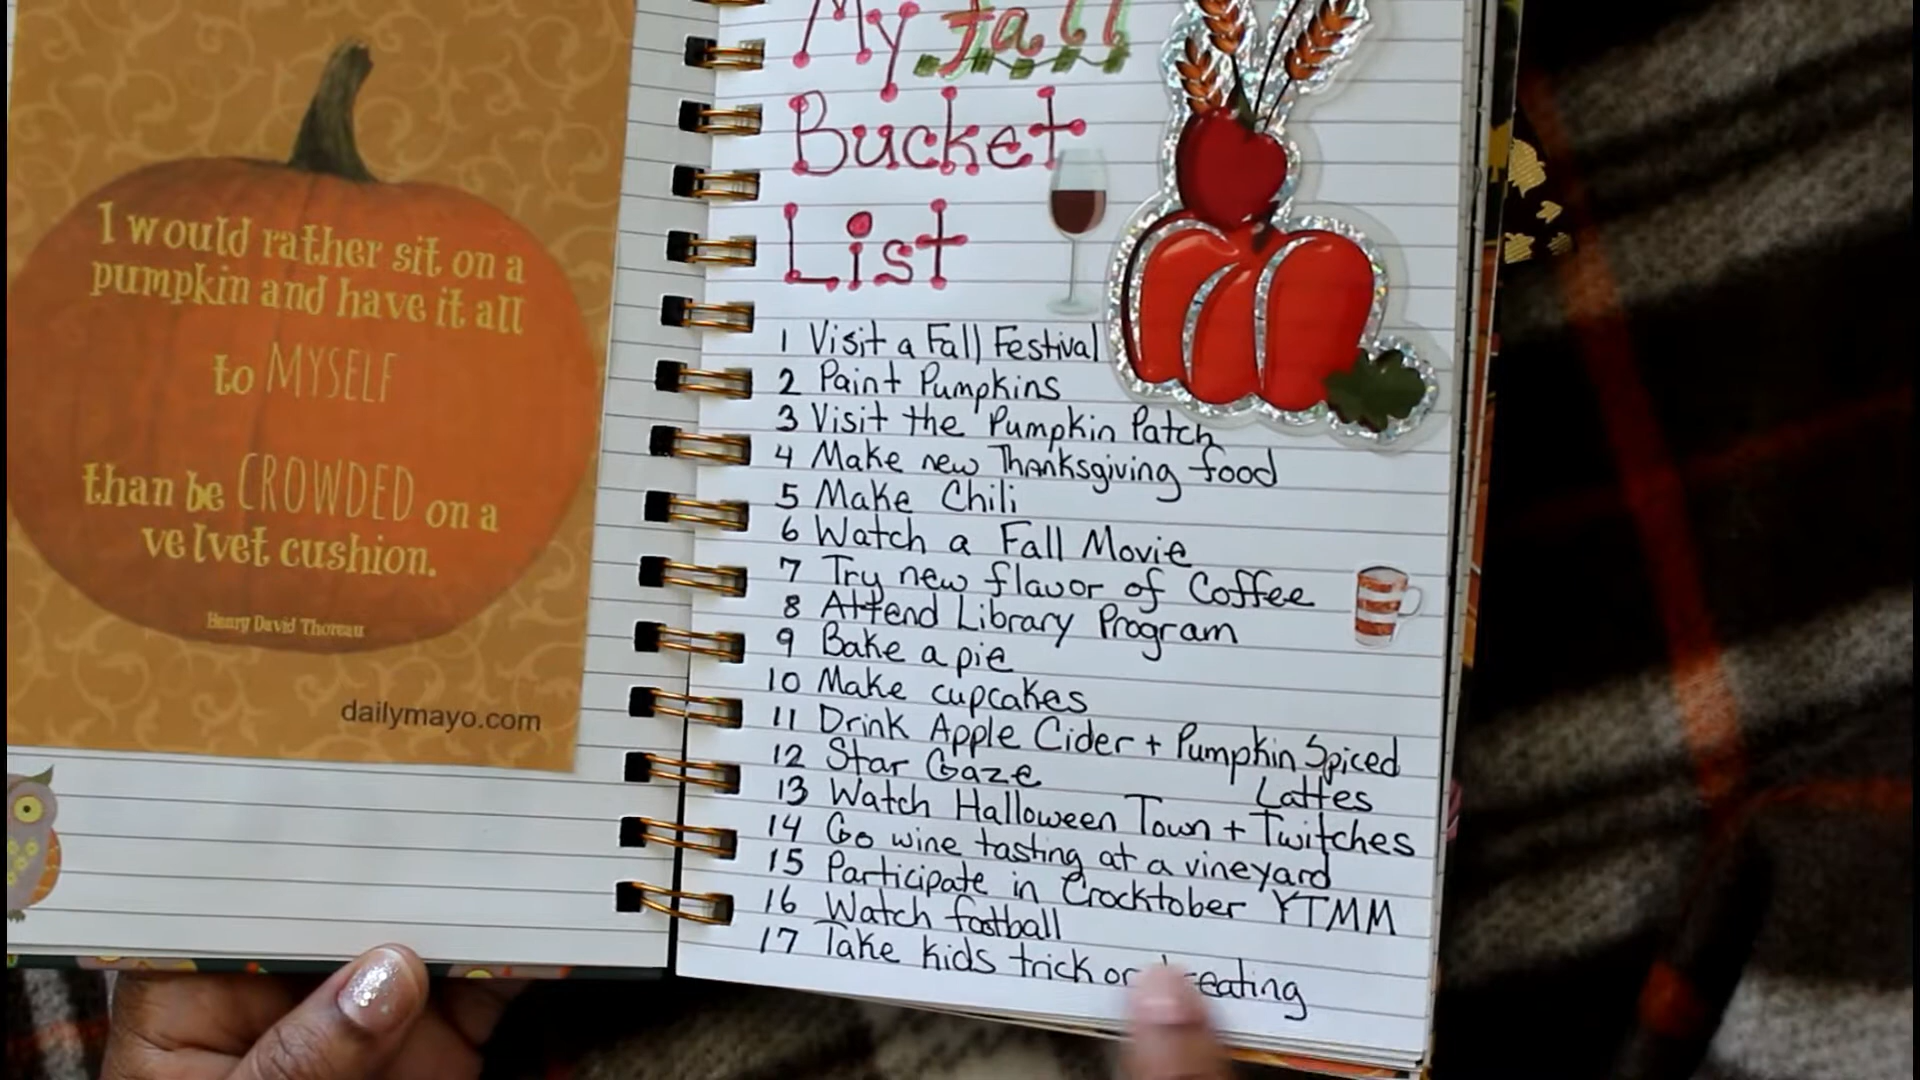 I would rather sit on a
pumpkin and have it all
to MYSELF
than be CROWDED on a
velvet cushion.
Henry David Thoreau
dailymayo.com
My fall
Bucket
List
1 Visit a Fall Festival
2 Paint Pumpkins
3 Visit the Pumpkin Patch
4 Make new Thanksgiving food
5 Make Chili
6 Watch a Fall Movie
7 Try new flavor of Coffee
8 Attend Library Program
9 Bake a pie
10 Make cupcakes
11 Drink Apple Cider + Pumpkin Spiced
Lattes
12 Star Gaze
13 Watch Halloween Town + Twitches
14 Go wine tasting at a vineyard
15 Participate in Crocktober YTMM
16 Watch football
17 Take kids trick or treating